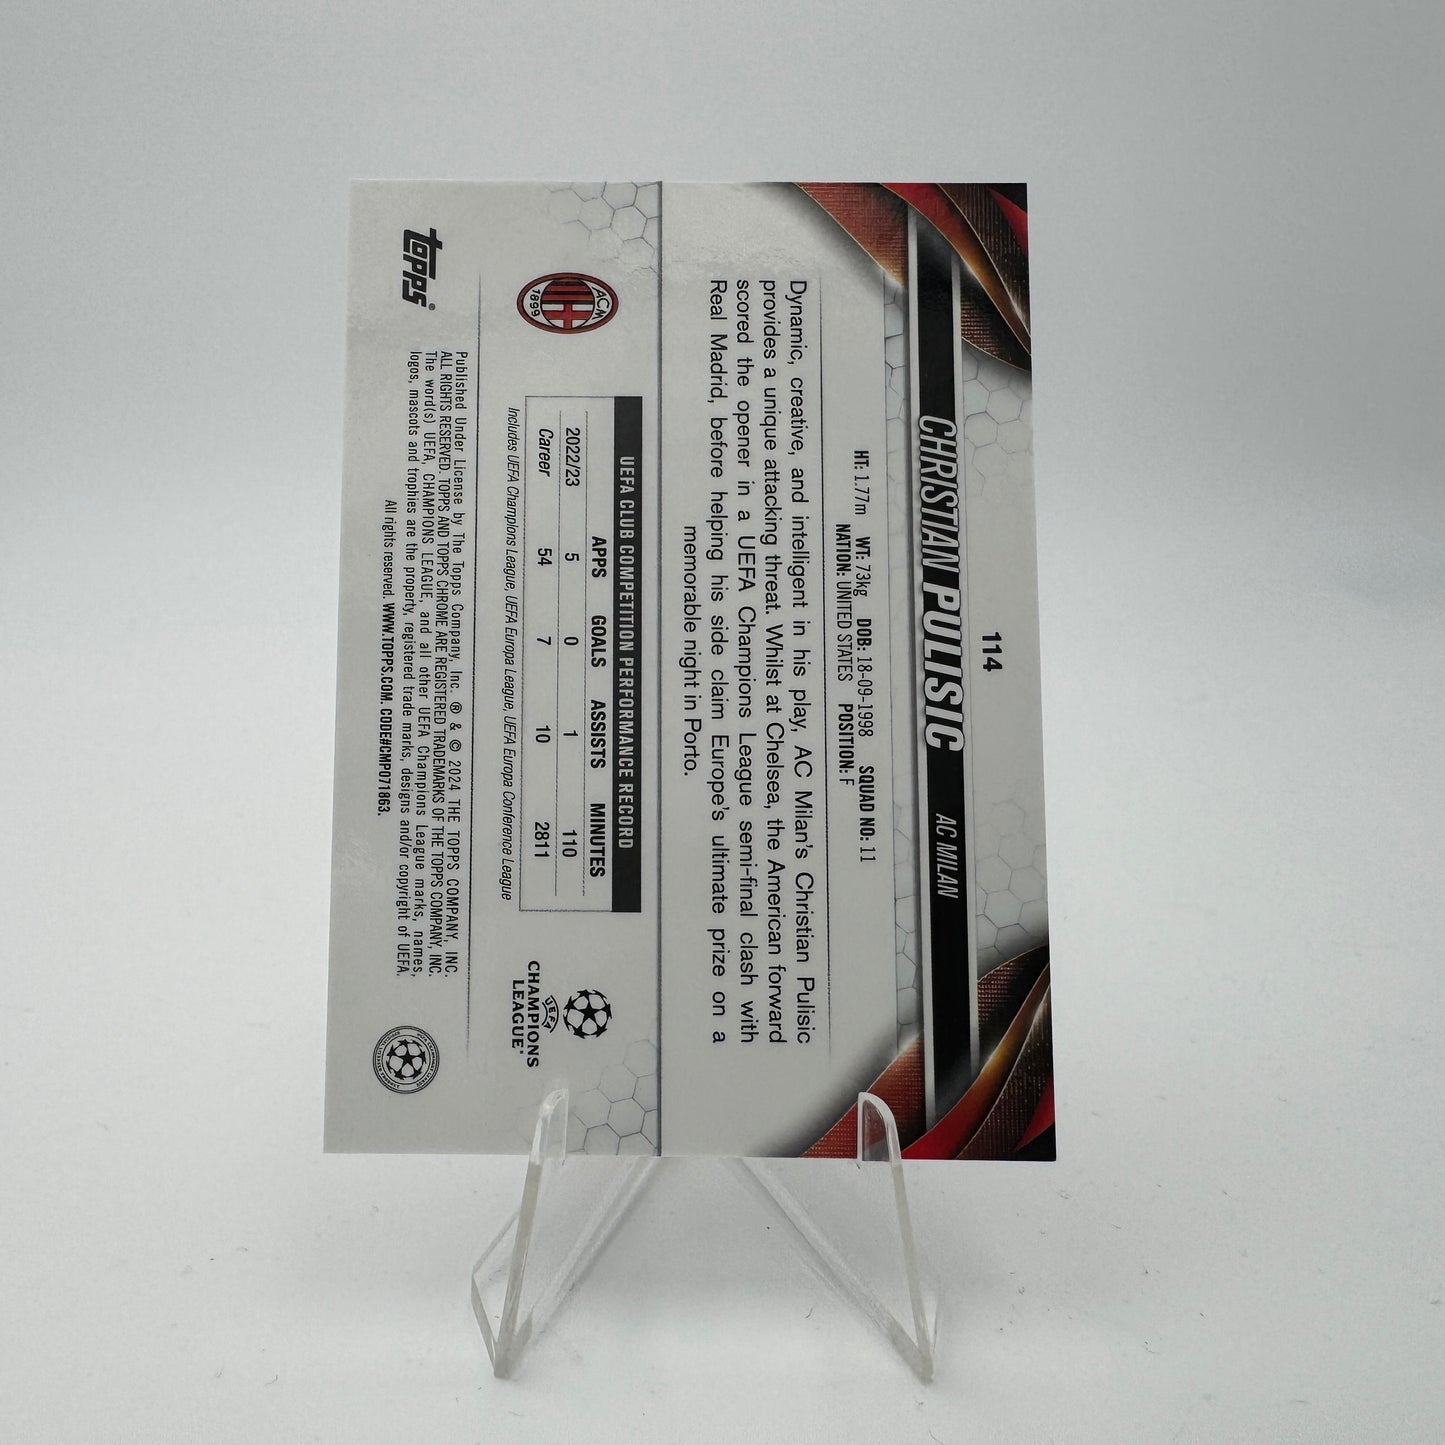 114
CHRISTIAN PULISIC AC MILAN
HT: 1.77m WT: 73kg DOB: 18-09-1998 SQUAD NO: 11
NATION: UNITED STATES POSITION: F
Dynamic, creative, and intelligent in his play, AC Milan's Christian Pulisic
provides a unique attacking threat. Whilst at Chelsea, the American forward
scored the opener in a UEFA Champions League semi-final clash with
Real Madrid, before helping his side claim Europe's ultimate prize on a
memorable night in Porto.
ACM
1899
UEFA CLUB COMPETITION PERFORMANCE RECORD
APPS GOALS ASSISTS MINUTES
2022/23 5 0 1 110
Career 54 7 10 2811
Includes UEFA Champions League, UEFA Europa League, UEFA Europa Conference League
UEFA
CHAMPIONS
LEAGUE
topps®
Published Under License by The Topps Company, Inc. ® & © 2024 THE TOPPS COMPANY, INC.
ALL RIGHTS RESERVED. TOPPS AND TOPPS CHROME ARE REGISTERED TRADEMARKS OF THE TOPPS COMPANY, INC.
The word(s) UEFA, CHAMPIONS LEAGUE, and all other UEFA Champions League marks, names,
logos, mascots and trophies are the property, registered trade marks, designs and/or copyright of UEFA.
All rights reserved. WWW.TOPPS.COM. CODE#CMP071863.